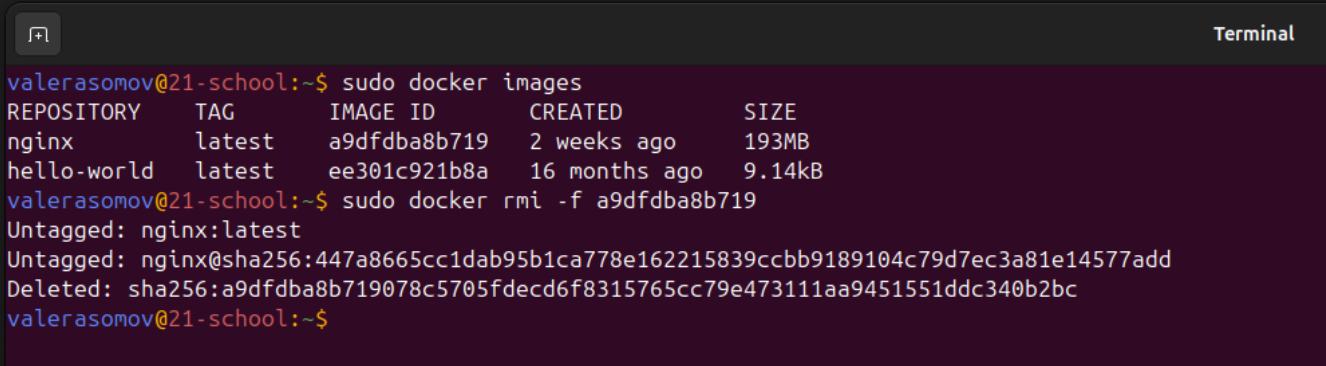 Terminal
valerasomov@21-school:~$ sudo docker images
REPOSITORY    TAG       IMAGE ID       CREATED         SIZE
nginx         latest    a9dfdba8b719   2 weeks ago     193MB
hello-world   latest    ee301c921b8a   16 months ago   9.14kB
valerasomov@21-school:~$ sudo docker rmi -f a9dfdba8b719
Untagged: nginx:latest
Untagged: nginx@sha256:447a8665cc1dab95b1ca778e162215839ccbb9189104c79d7ec3a81e14577add
Deleted: sha256:a9dfdba8b719078c5705fdecd6f8315765cc79e473111aa9451551ddc340b2bc
valerasomov@21-school:~$